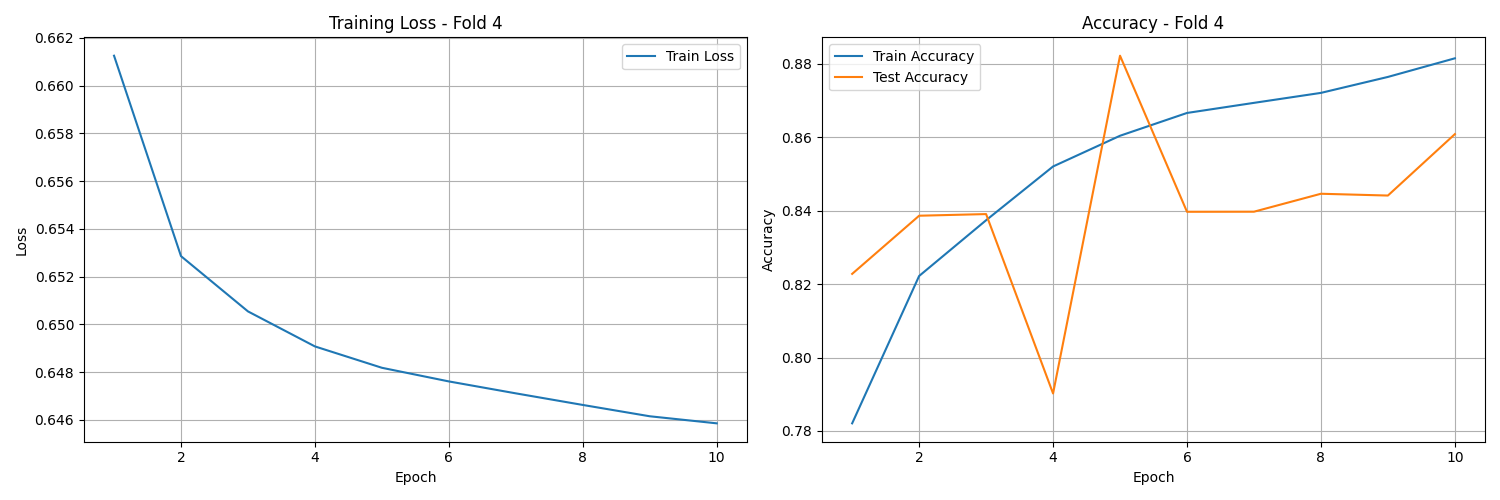 Training Loss - Fold 4
Train Loss
0.662
0.660
0.658
0.656
0.654
0.652
0.650
0.648
0.646
Loss
2 4 6 8 10
Epoch
Accuracy - Fold 4
Train Accuracy
Test Accuracy
0.88
0.86
0.84
0.82
0.80
0.78
Accuracy
2 4 6 8 10
Epoch